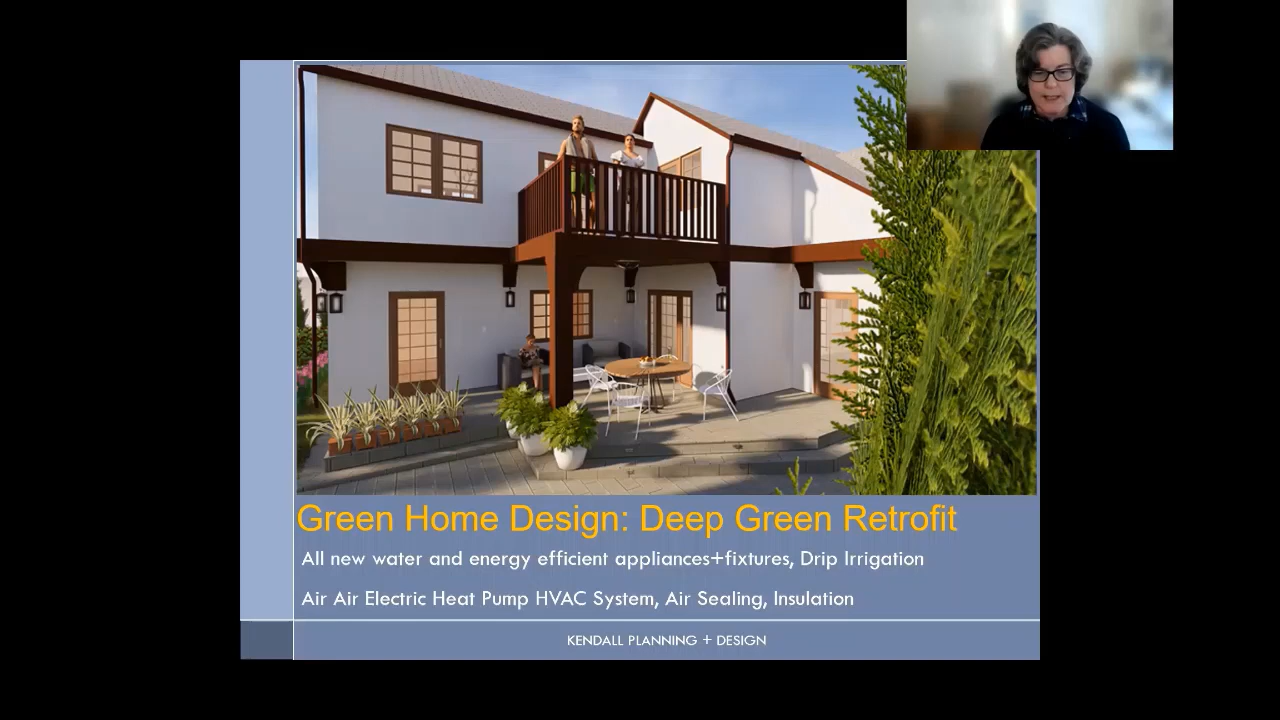 Green Home Design: Deep Green Retrofit
All new water and energy efficient appliances+fixtures, Drip Irrigation
Air Air Electric Heat Pump HVAC System, Air Sealing, Insulation
KENDALL PLANNING + DESIGN